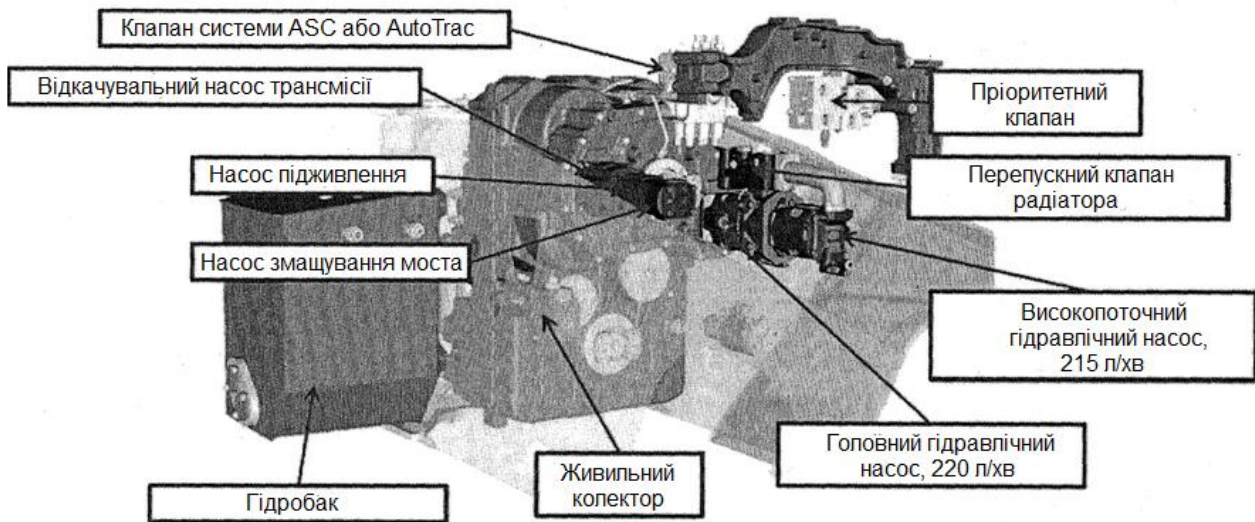 Клапан системи ASC або AutoTrac
Відкачувальний насос трансмісії
Пріоритетний
клапан
Насос підживлення
Перепускний клапан
радіатора
Насос змащування моста
Високопоточний
гідравлічний насос,
215 л/хв
Головний гідравлічний
насос, 220 л/хв
Живильний
колектор
Гідробак